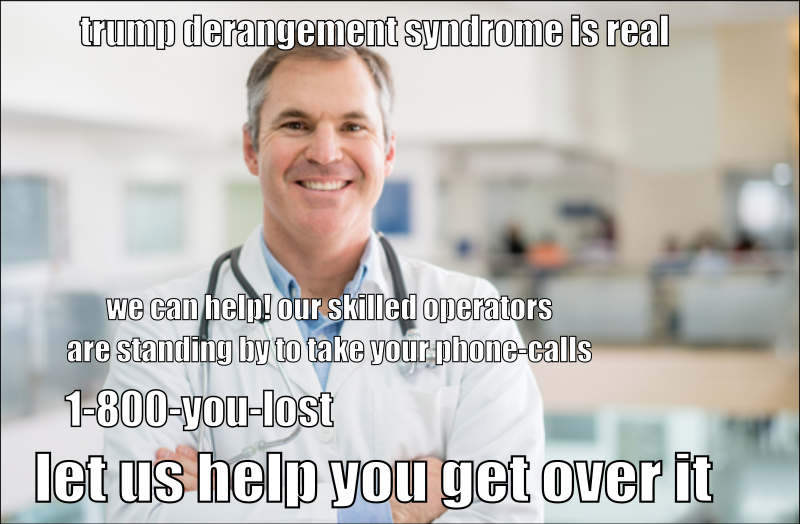 trump derangement syndrome is real
we can help! our skilled operators
are standing by to take your phone-calls
1-800-you-lost
let us help you get over it